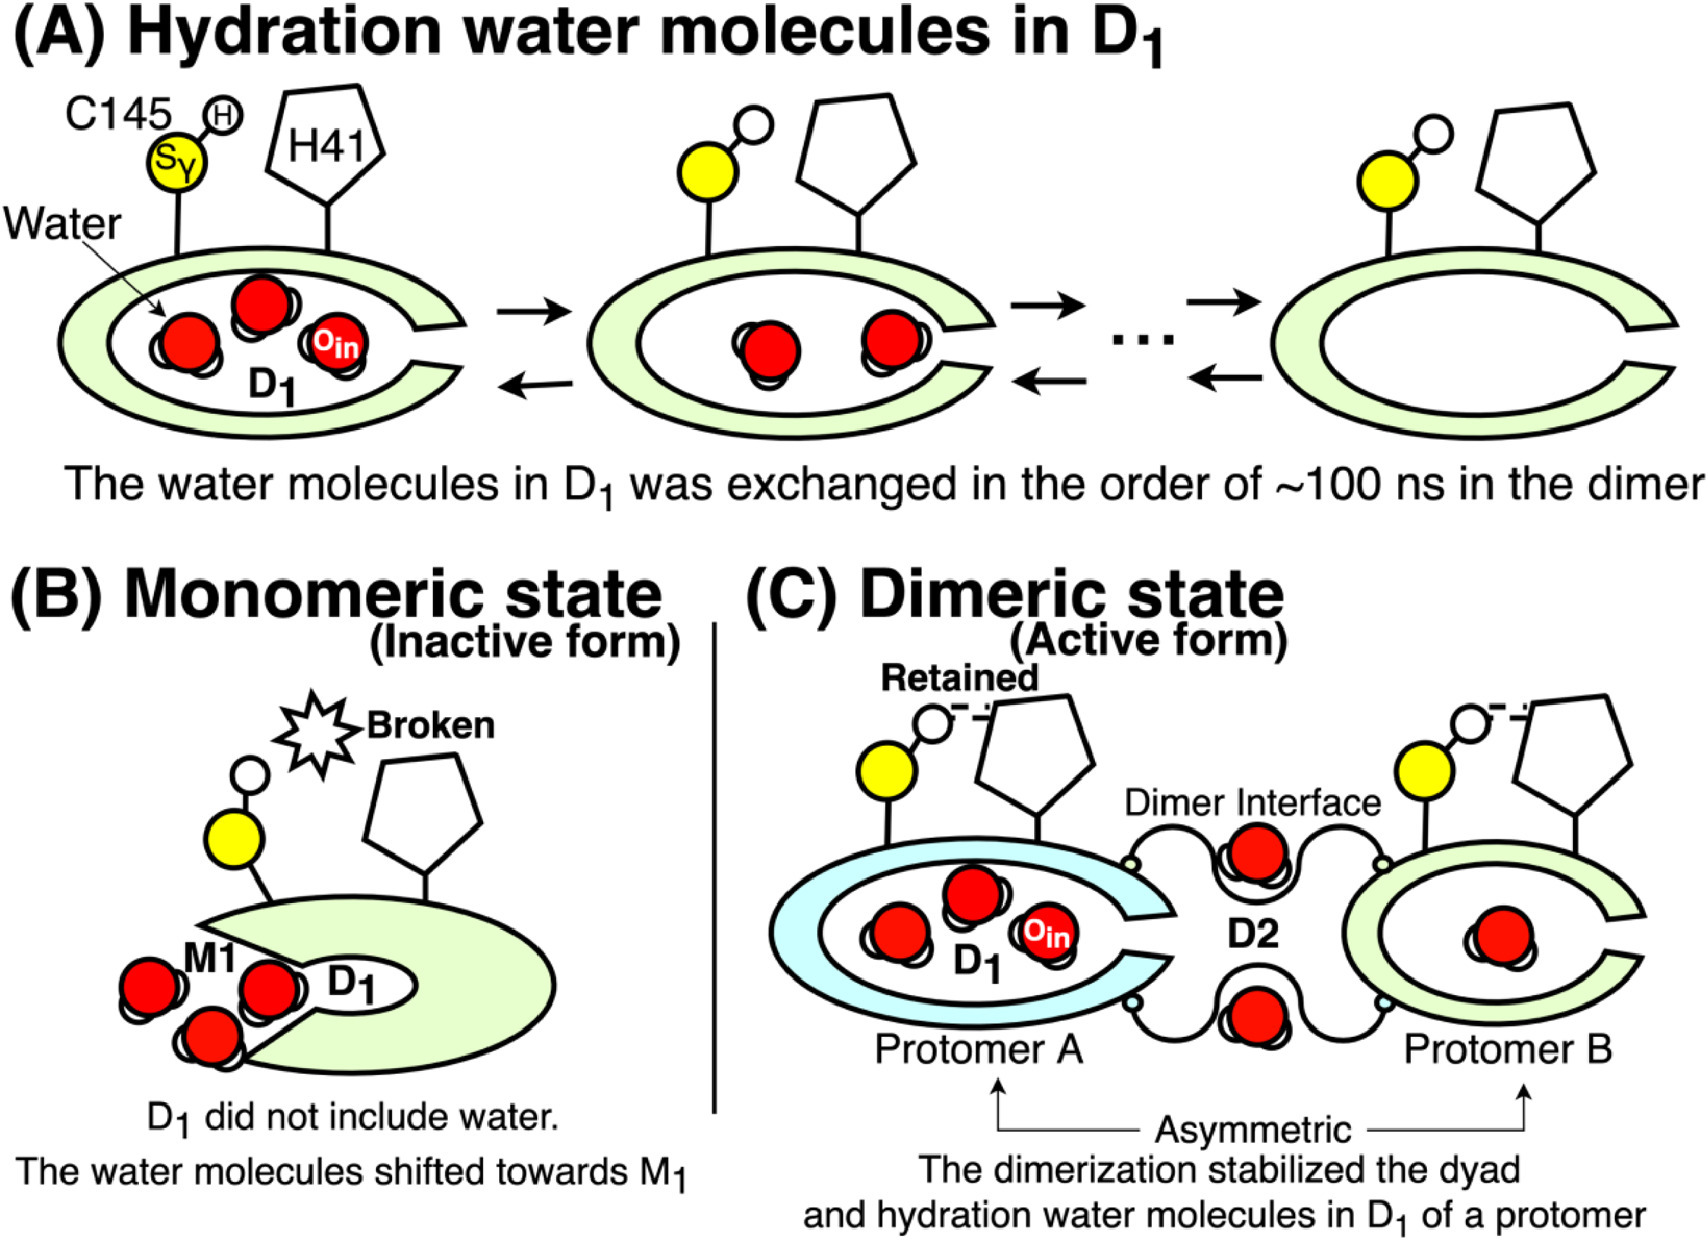 (A) Hydration water molecules in D1
C145
H
Sγ
H41
Water
Oin
D1
...
The water molecules in D1 was exchanged in the order of ~100 ns in the dimer
(B) Monomeric state
(Inactive form)
Broken
M1
D1
D1 did not include water.
The water molecules shifted towards M1
(C) Dimeric state
(Active form)
Retained
Dimer Interface
Oin
D1
D2
Protomer A
Protomer B
Asymmetric
The dimerization stabilized the dyad
and hydration water molecules in D1 of a protomer